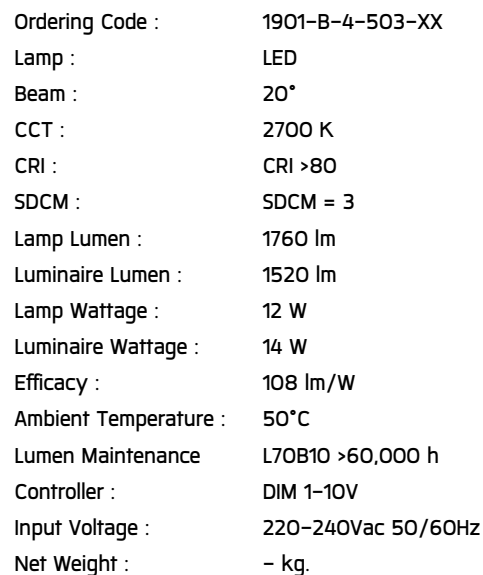 Ordering Code : 1901-B-4-503-XX
Lamp : LED
Beam : 20°
CCT : 2700 K
CRI : CRI >80
SDCM : SDCM = 3
Lamp Lumen : 1760 lm
Luminaire Lumen : 1520 lm
Lamp Wattage : 12 W
Luminaire Wattage : 14 W
Efficacy : 108 lm/W
Ambient Temperature : 50°C
Lumen Maintenance L70B10 >60,000 h
Controller : DIM 1-10V
Input Voltage : 220-240Vac 50/60Hz
Net Weight : - kg.